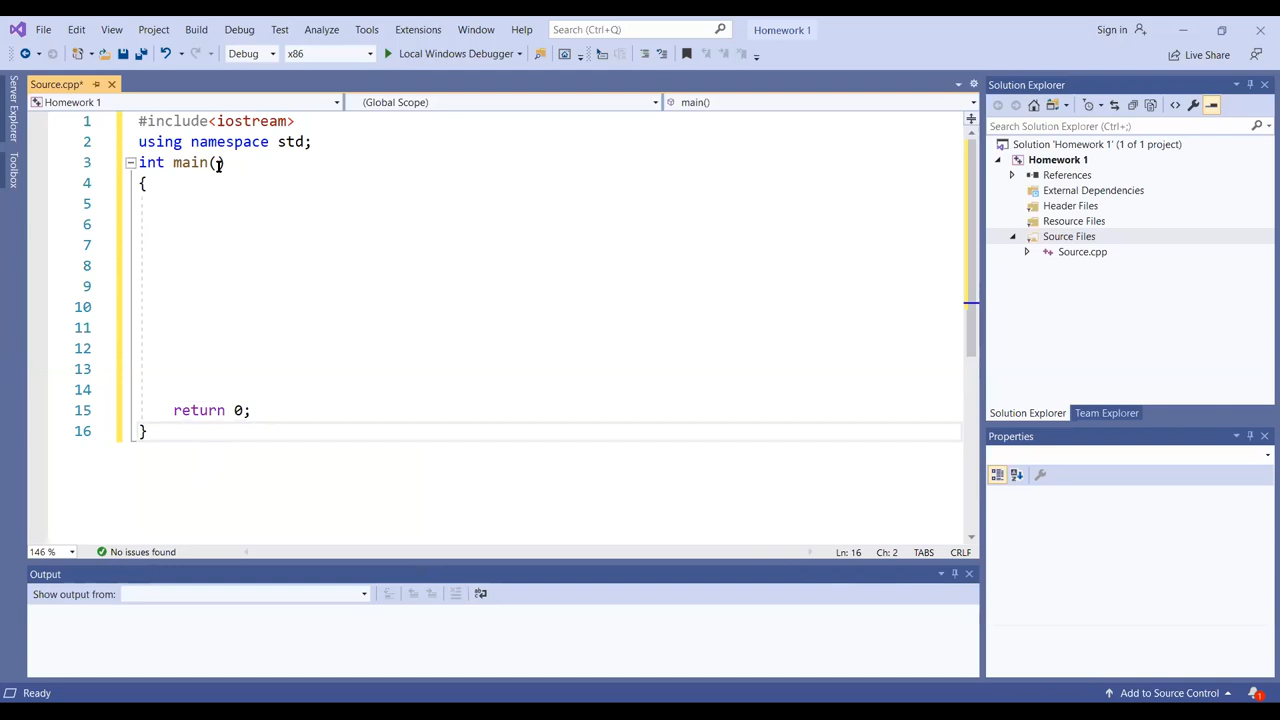 File Edit View Project Build Debug Test Analyze Tools Extensions Window Help Search (Ctrl+Q) Homework 1 Sign in
Debug x86 Local Windows Debugger Live Share
Server Explorer
Toolbox
Source.cpp*
Homework 1 (Global Scope) main()
1 #include<iostream>
2 using namespace std;
3 int main()
4 {
5
6
7
8
9
10
11
12
13
14
15 return 0;
16 }
146 % No issues found Ln: 16 Ch: 2 TABS CRLF
Output
Show output from:
Solution Explorer
Search Solution Explorer (Ctrl+;)
Solution 'Homework 1' (1 of 1 project)
Homework 1
References
External Dependencies
Header Files
Resource Files
Source Files
Source.cpp
Solution Explorer Team Explorer
Properties
Ready Add to Source Control 1